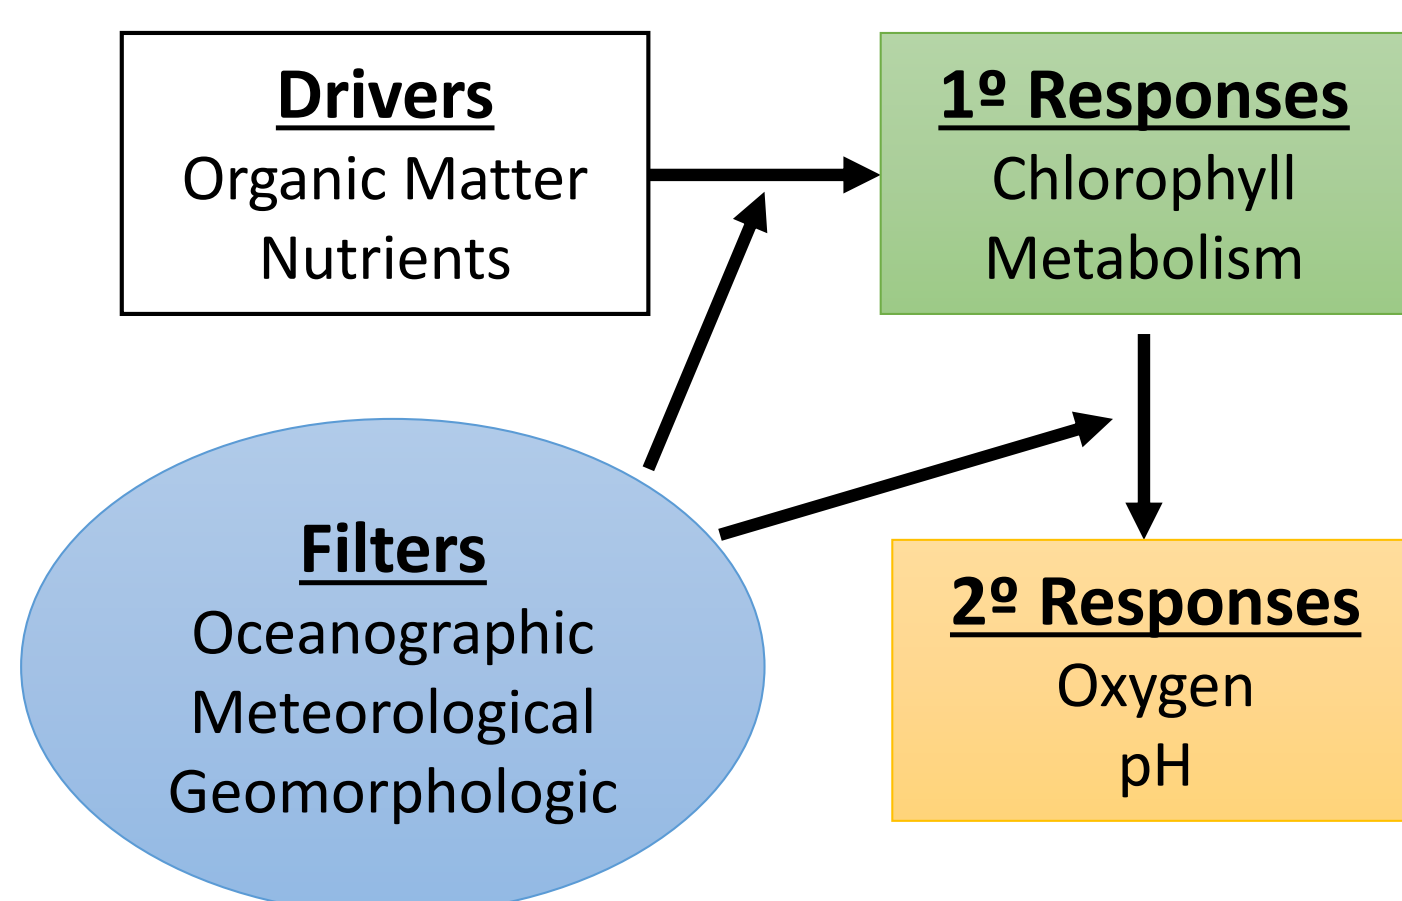 Drivers
Organic Matter
Nutrients
1º Responses
Chlorophyll
Metabolism
Filters
Oceanographic
Meteorological
Geomorphologic
2º Responses
Oxygen
pH